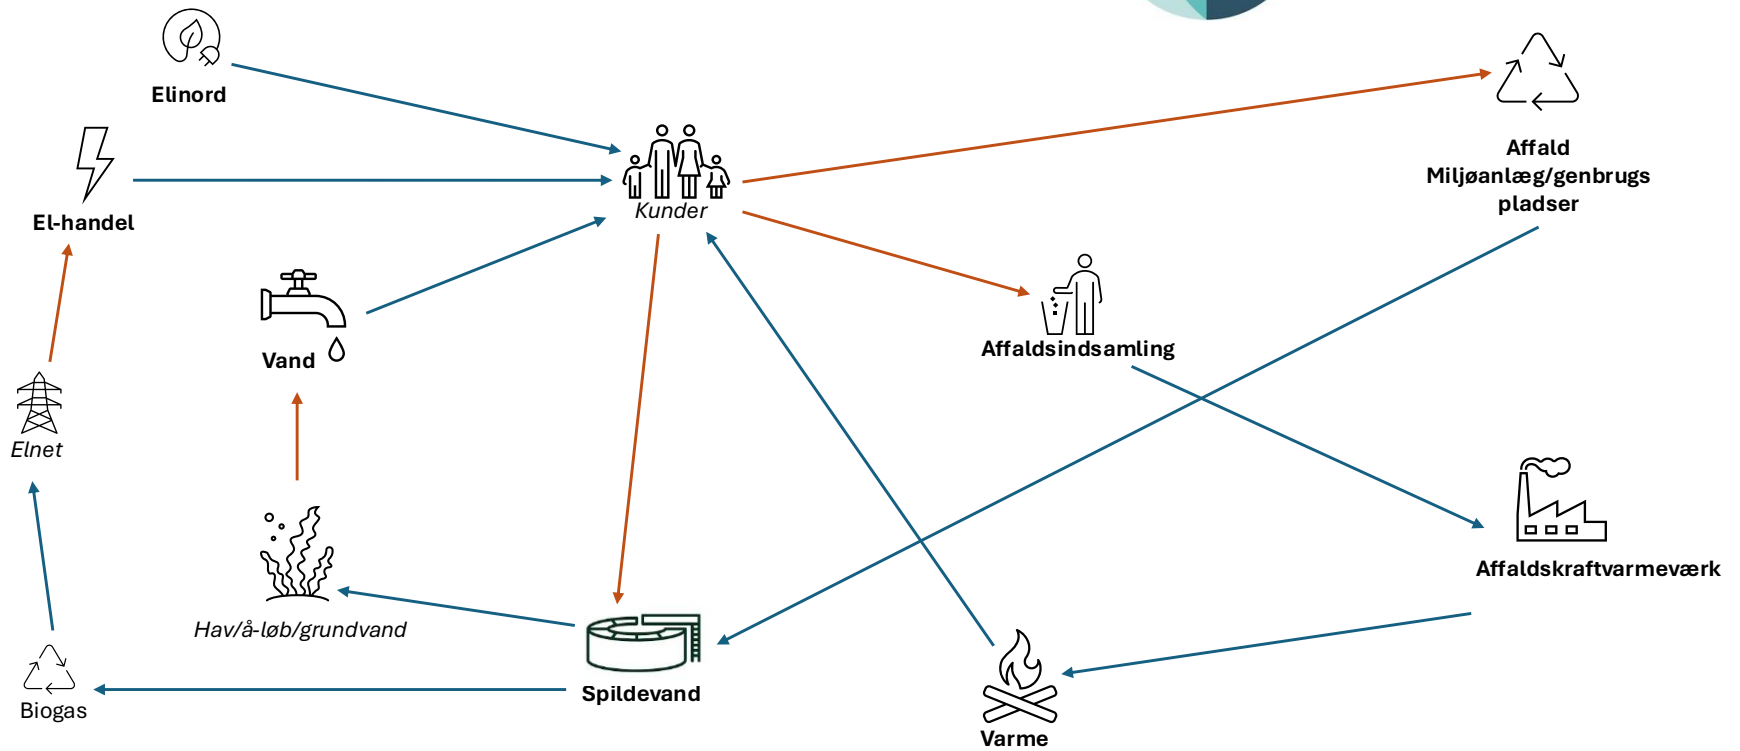 Elinord
El-handel
Kunder
Affald
Miljøanlæg/genbrugs
pladser
Vand
Affaldsindsamling
Elnet
Affaldskraftvarmeværk
Hav/å-løb/grundvand
Spildevand
Biogas
Varme